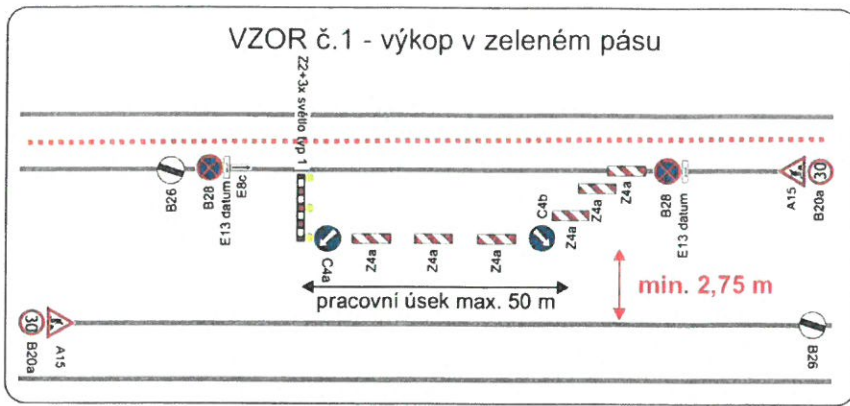 VZOR č.1 - výkop v zeleném pásu
Z2+3x světlo typ 1
B26
B28
E13 datum
E8c
C4a
Z4a
Z4a
Z4a
C4b
Z4a
Z4a
Z4a
B28
E13 datum
A15
B20a
30
min. 2,75 m
pracovní úsek max. 50 m
30
B20a
A15
B26